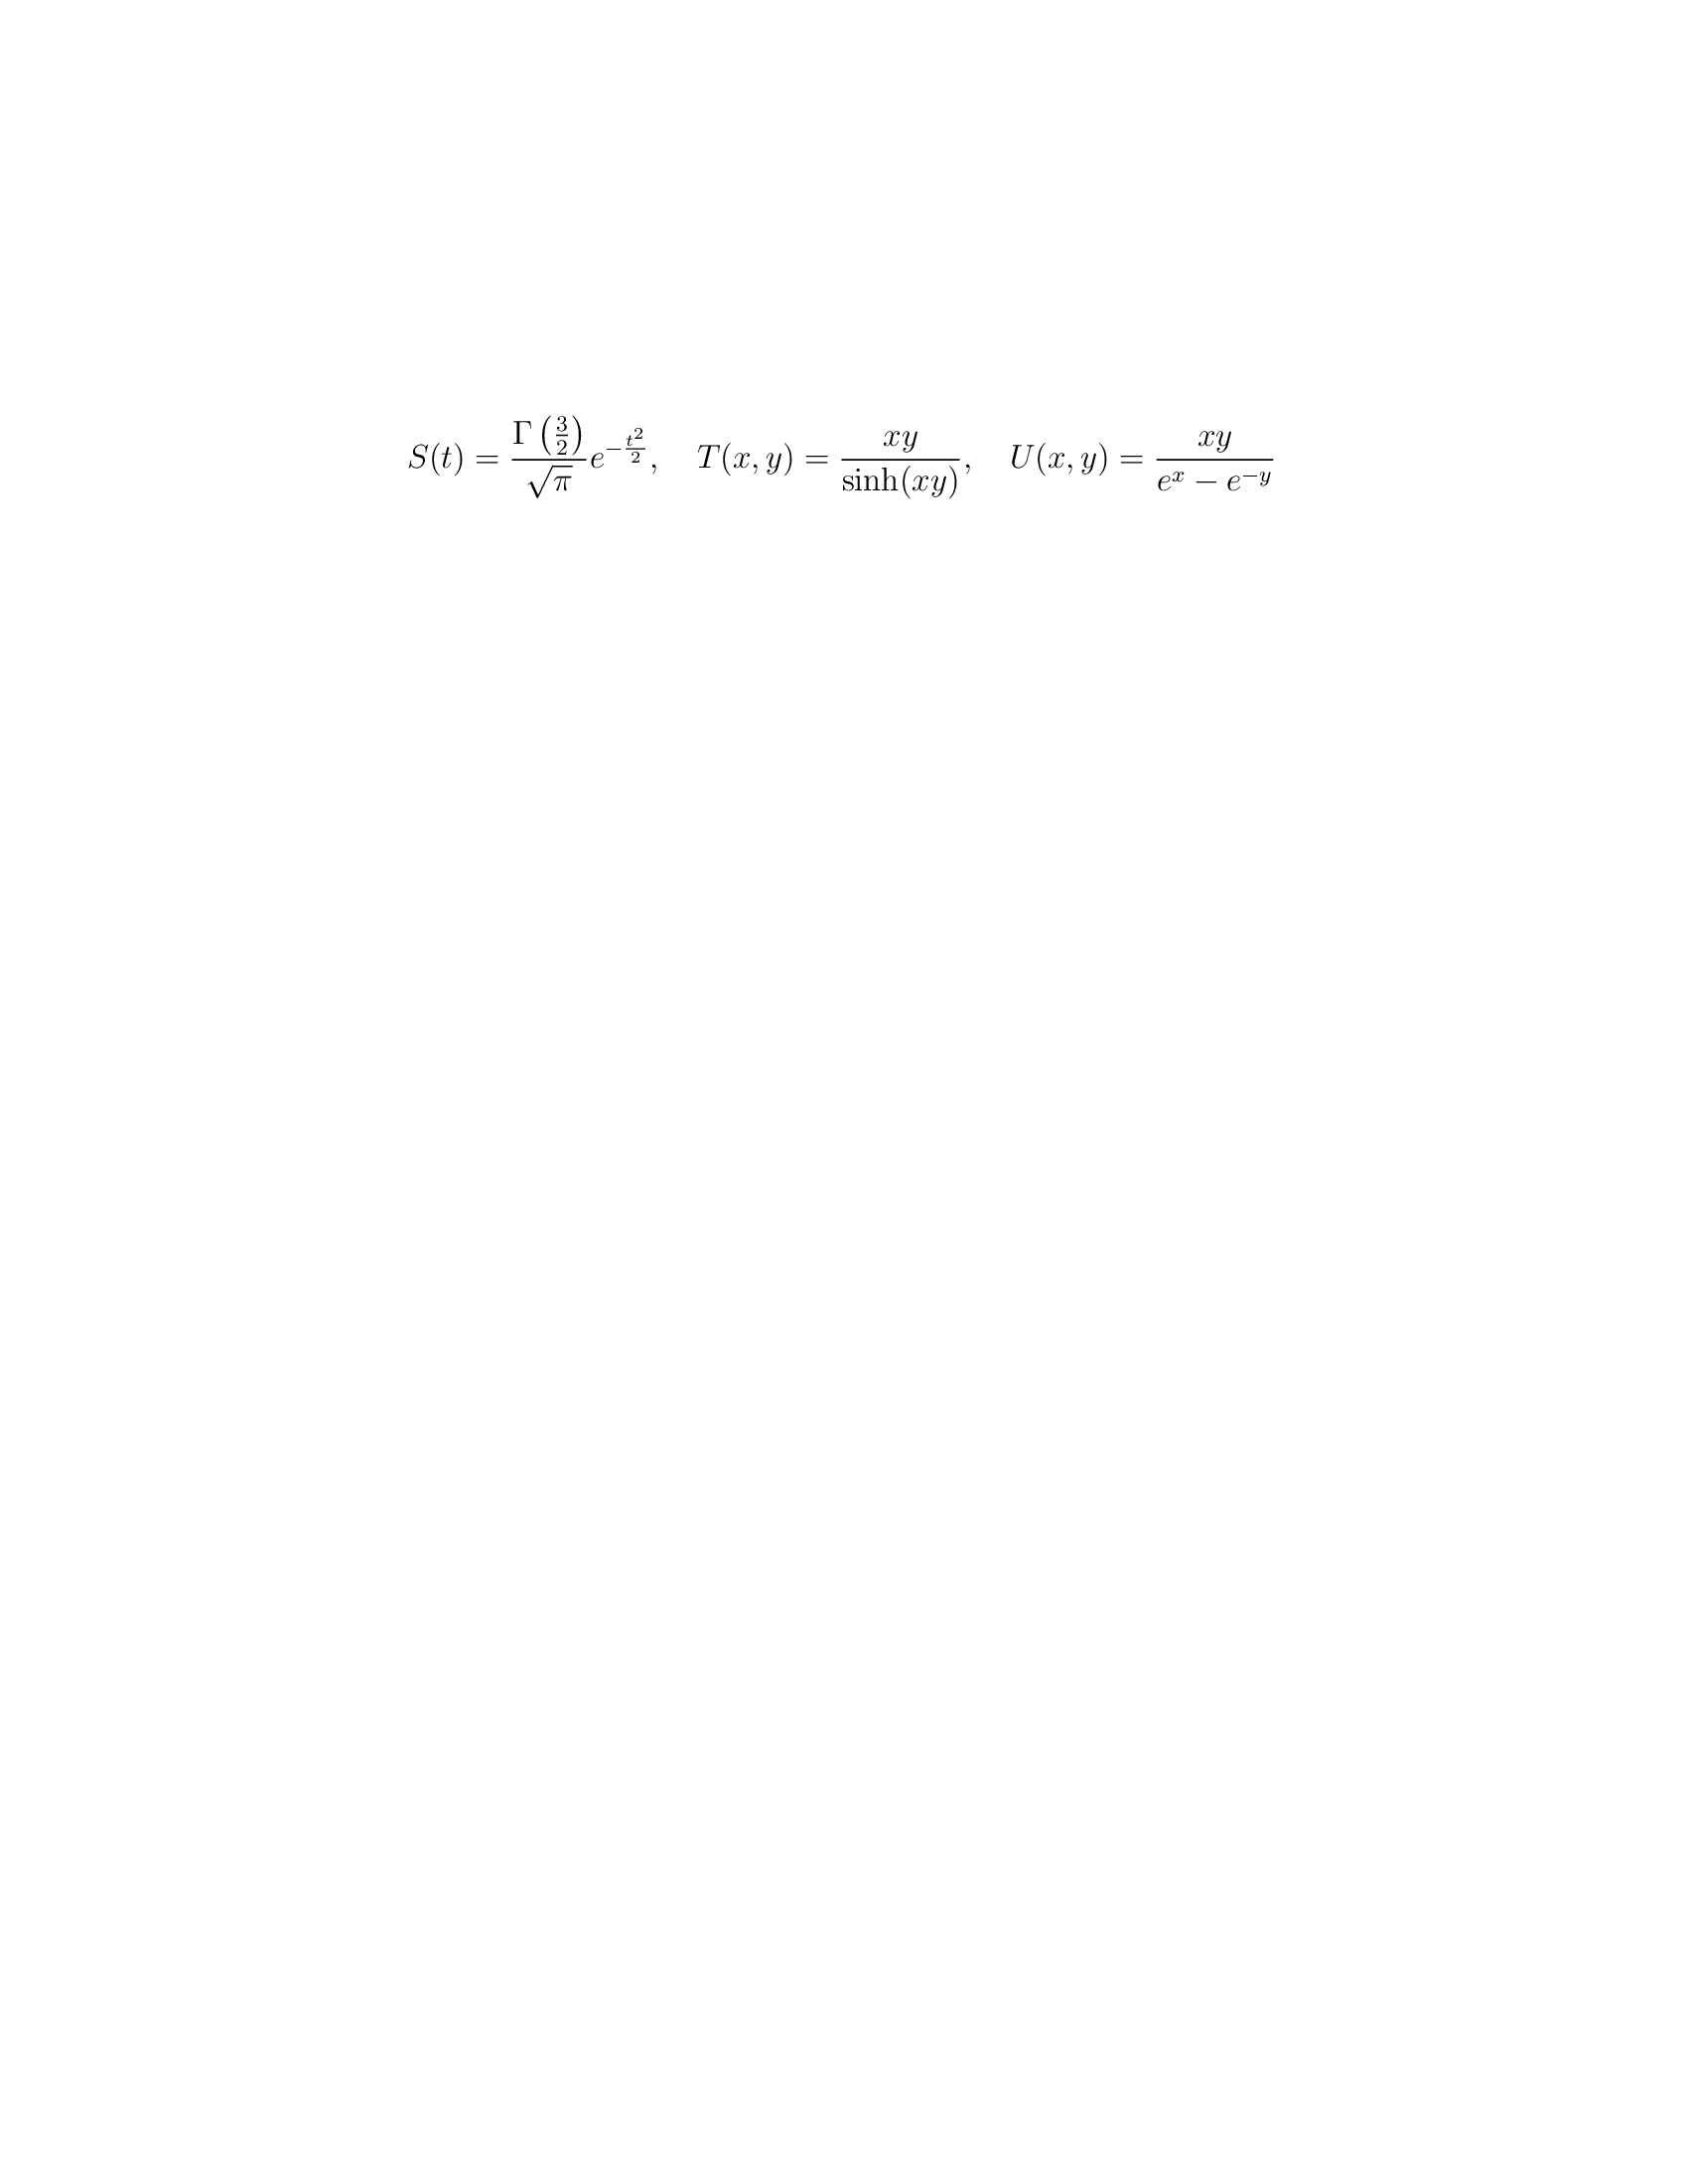 $S(t) = \frac{\Gamma\left(\frac{3}{2}\right)}{\sqrt{\pi}} e^{-\frac{t^2}{2}}, \quad T(x, y) = \frac{xy}{\sinh(xy)}, \quad U(x, y) = \frac{xy}{e^x - e^{-y}}$